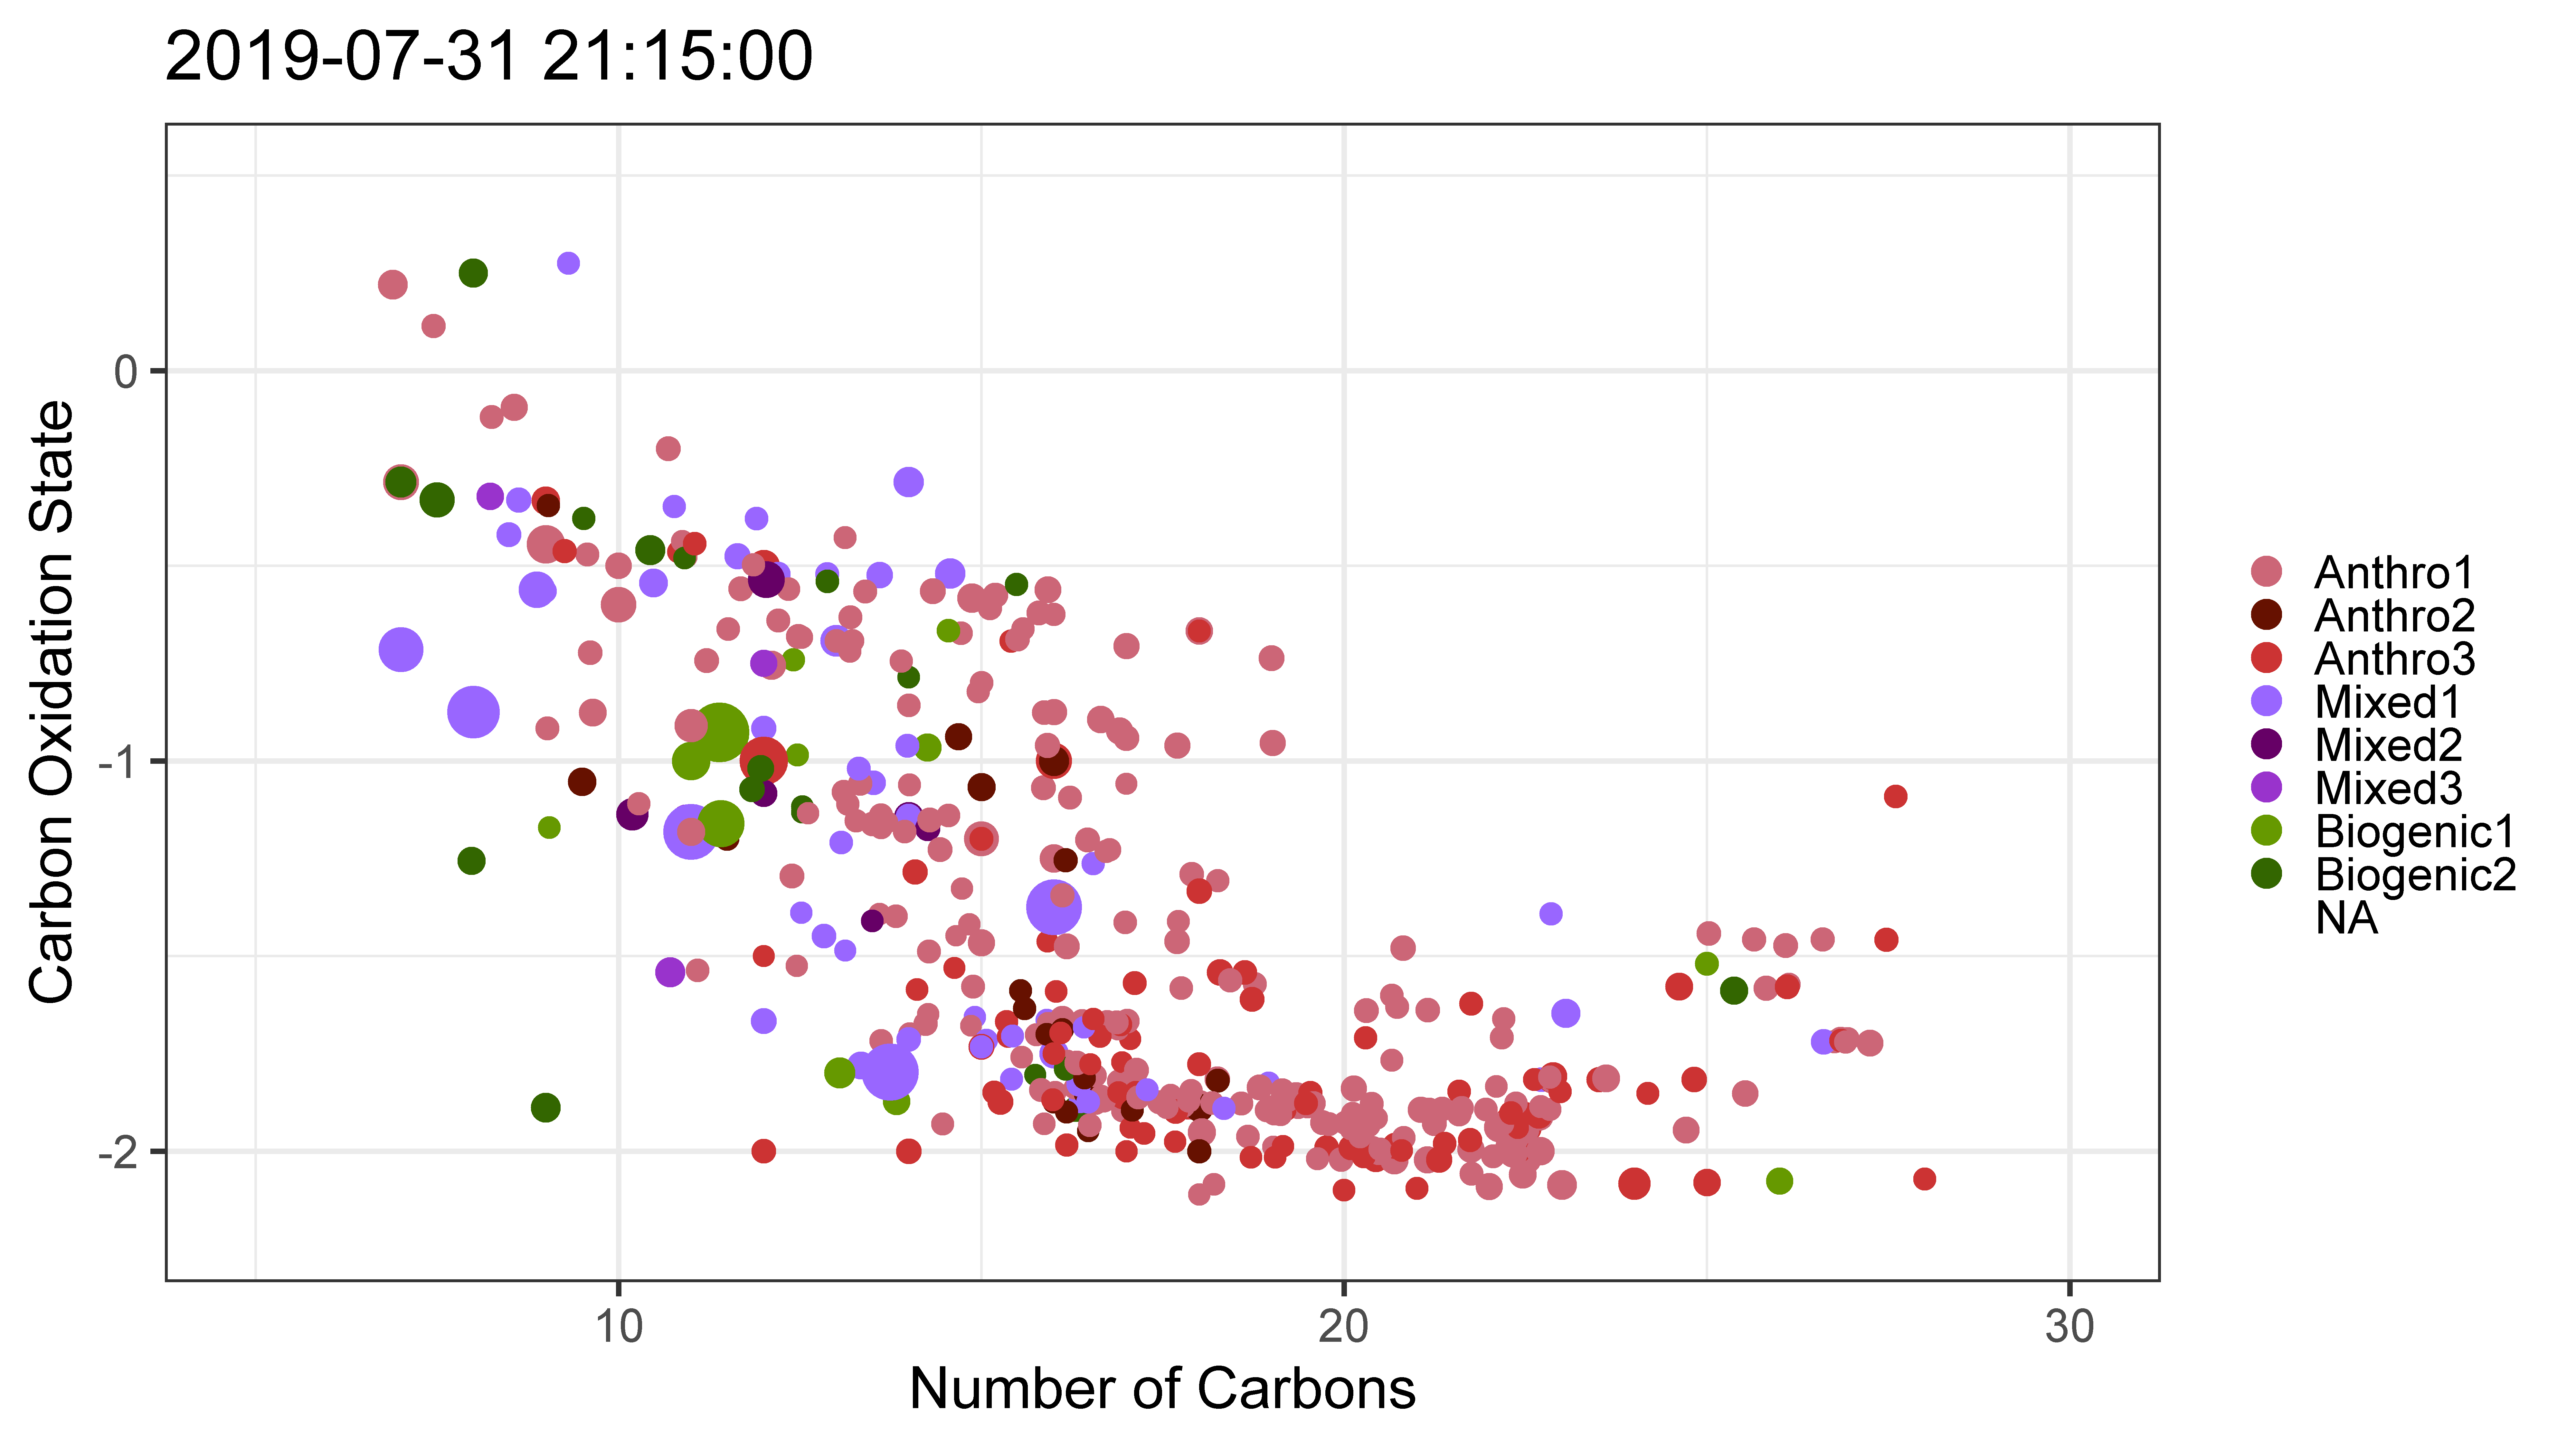 2019-07-31 21:15:00
Carbon Oxidation State
0
-1
-2
10
20
30
Number of Carbons
Anthro1
Anthro2
Anthro3
Mixed1
Mixed2
Mixed3
Biogenic1
Biogenic2
NA